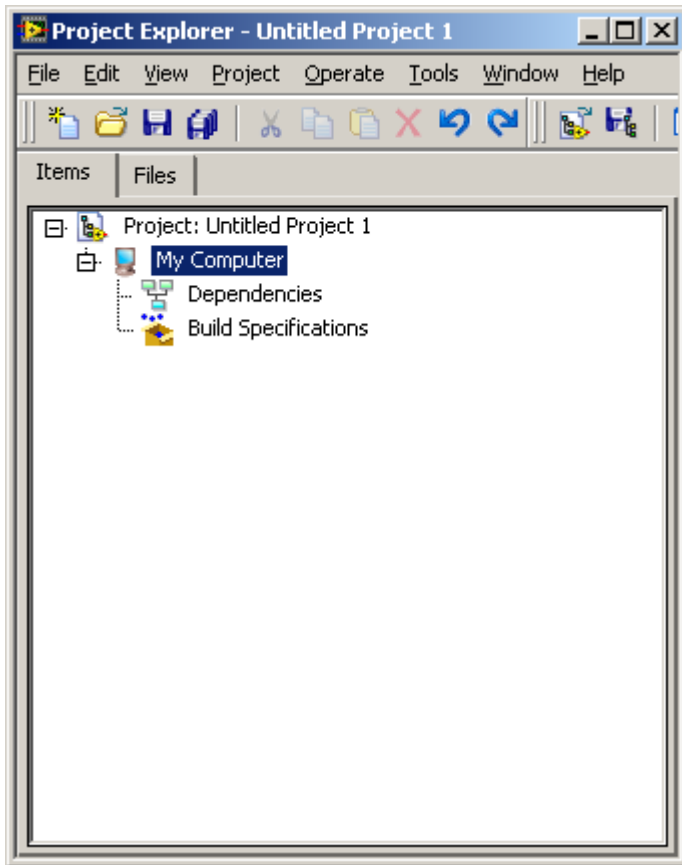 Project Explorer - Untitled Project 1
File Edit View Project Operate Tools Window Help
Items Files
Project: Untitled Project 1
My Computer
Dependencies
Build Specifications